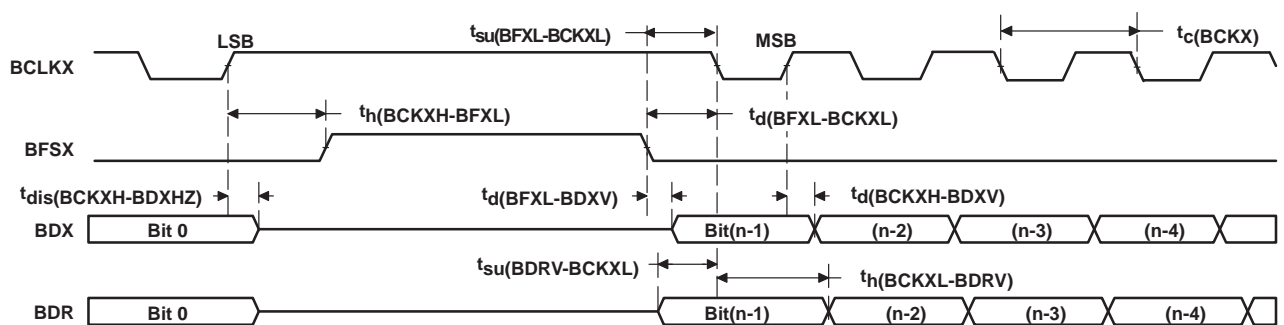 LSB tsu(BFXL-BCKXL) MSB tc(BCKX)
BCLKX
th(BCKXH-BFXL) td(BFXL-BCKXL)
BFSX
tdis(BCKXH-BDXHZ) td(BFXL-BDXV) td(BCKXH-BDXV)
BDX Bit 0 Bit(n-1) (n-2) (n-3) (n-4)
tsu(BDRV-BCKXL) th(BCKXL-BDRV)
BDR Bit 0 Bit(n-1) (n-2) (n-3) (n-4)